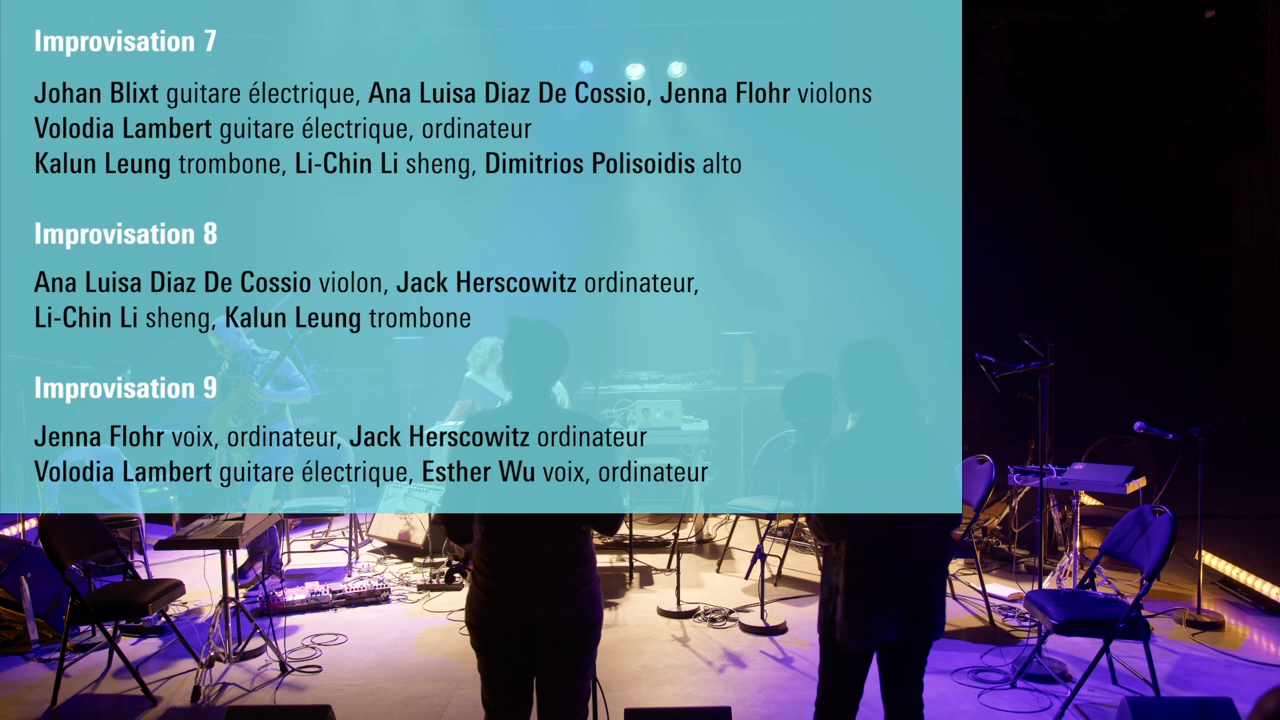 Improvisation 7
Johan Blixt guitare électrique, Ana Luisa Diaz De Cossio, Jenna Flohr violons
Volodia Lambert guitare électrique, ordinateur
Kalun Leung trombone, Li-Chin Li sheng, Dimitrios Polisoidis alto
Improvisation 8
Ana Luisa Diaz De Cossio violon, Jack Herscowitz ordinateur,
Li-Chin Li sheng, Kalun Leung trombone
Improvisation 9
Jenna Flohr voix, ordinateur, Jack Herscowitz ordinateur
Volodia Lambert guitare électrique, Esther Wu voix, ordinateur